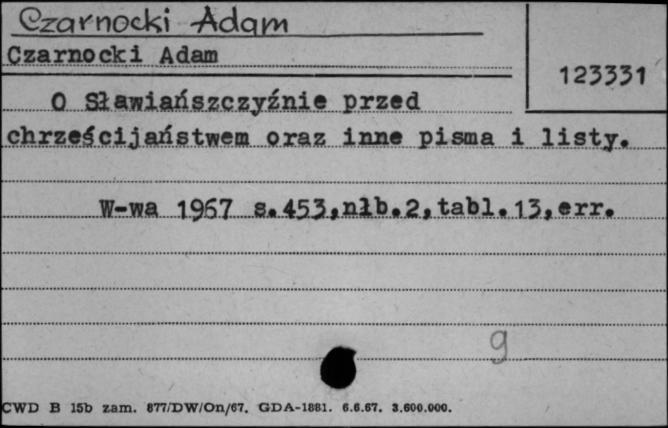 Czarnocki Adam
Czarnocki Adam
123331
O Sławiańszczyźnie przed
chrześcijaństwem oraz inne pisma i listy.
W-wa 1967 s.453,nłb.2,tabl.13,err.
9
CWD B 15b zam. 877/DW/On/67. GDA-1881. 6.6.67. 3.600.000.